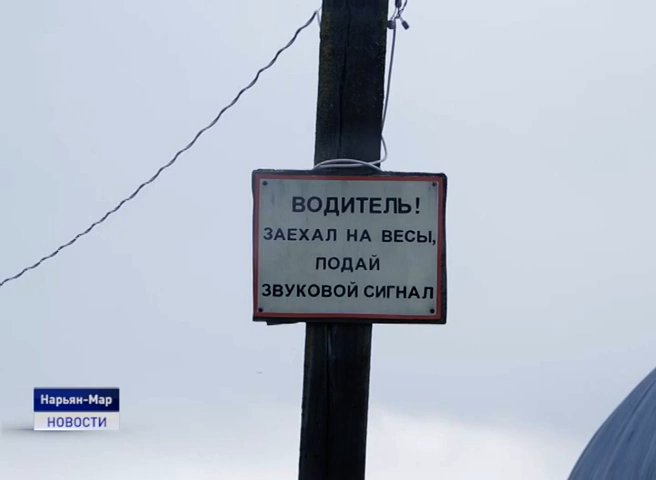 ВОДИТЕЛЬ!
ЗАЕХАЛ НА ВЕСЫ,
ПОДАЙ
ЗВУКОВОЙ СИГНАЛ
Нарьян-Мар
НОВОСТИ